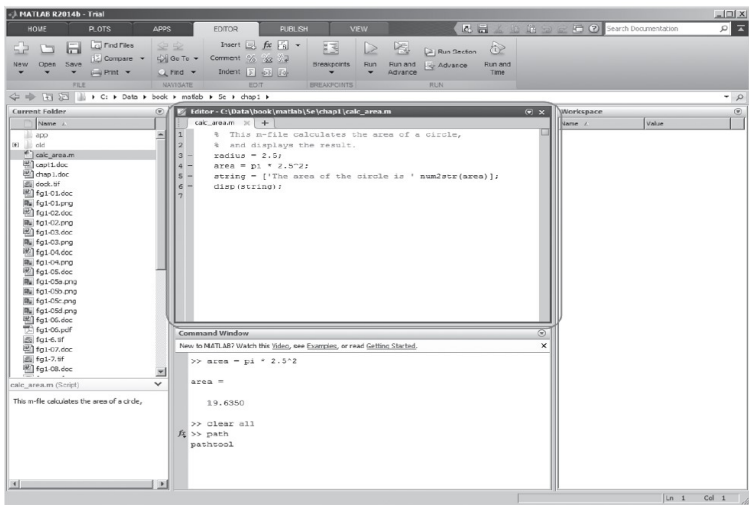 MATLAB R2014b - Trial
HOME PLOTS APPS EDITOR PUBLISH VIEW Search Documentation
New Open Save Find Files Compare Print
Go To Find
Insert fx
Comment
Indent
Breakpoints
Run Run and Advance Run Section Advance Run and Time
FILE NAVIGATE EDIT BREAKPOINTS RUN
C: Data book matlab 5e chap1
Current Folder
Name
app
old
calc_area.m
capt1.doc
chap1.doc
dock.tif
fig1-01.doc
fig1-01.png
fig1-02.doc
fig1-02.png
fig1-03.doc
fig1-03.png
fig1-04.doc
fig1-04.png
fig1-05.doc
fig1-05a.png
fig1-05b.png
fig1-05c.png
fig1-05d.png
fig1-06.doc
fig1-06.pdf
fig1-6.tif
fig1-07.doc
fig1-7.tif
fig1-08.doc
calc_area.m (Script)
This m-file calculates the area of a circle,
Editor - C:\Data\book\matlab\5e\chap1\calc_area.m
calc_area.m × +
1 % This m-file calculates the area of a circle,
2 % and displays the result.
3 - radius = 2.5;
4 - area = pi * 2.5^2;
5 - string = ['The area of the circle is ' num2str(area)];
6 - disp(string);
7
Command Window
New to MATLAB? Watch this Video, see Examples, or read Getting Started.
>> area = pi * 2.5^2
area =
19.6350
>> clear all
fx >> path
pathtool
Workspace
Name Value
Ln 1 Col 1